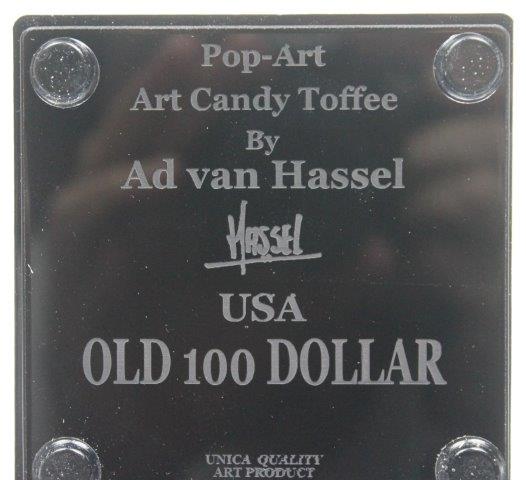 Pop-Art
Art Candy Toffee
By
Ad van Hassel
HASSEL
USA
OLD 100 DOLLAR
UNICA QUALITY
ART PRODUCT